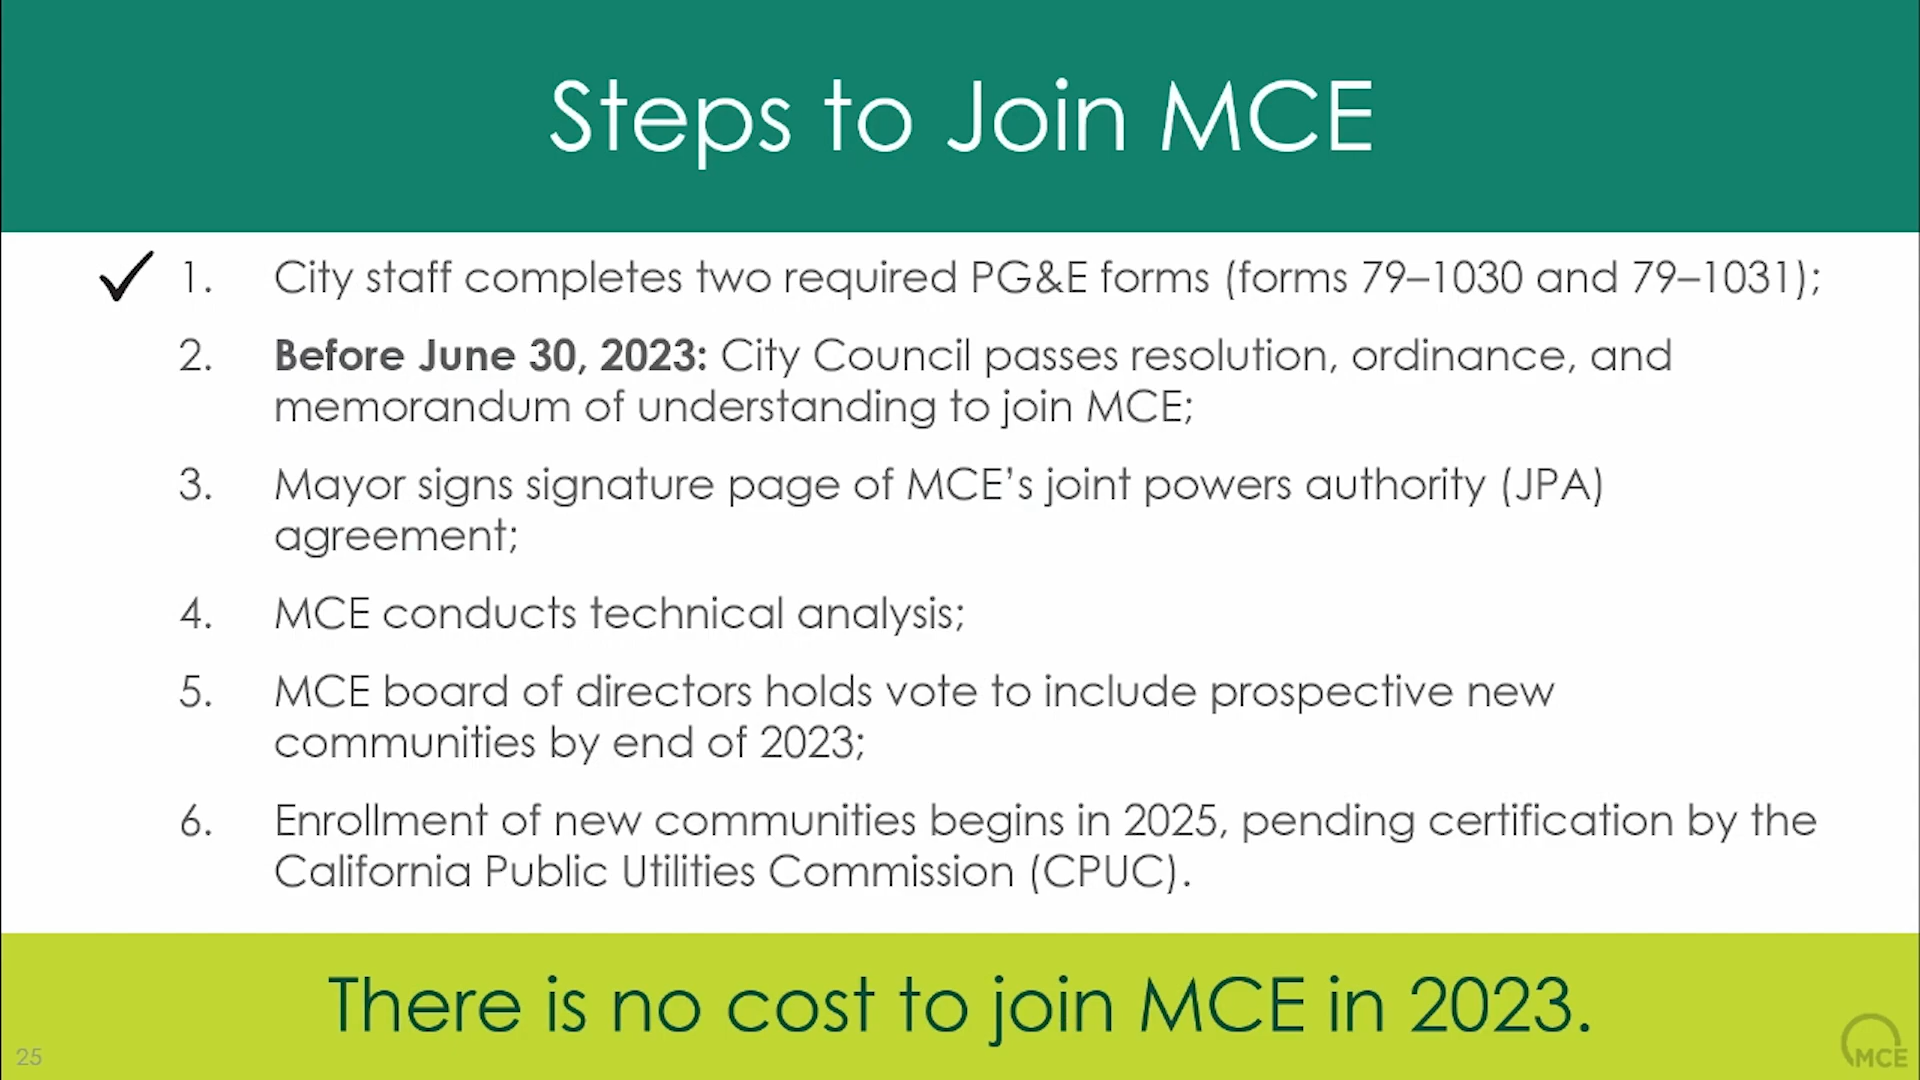 Steps to Join MCE
✓ 1. City staff completes two required PG&E forms (forms 79–1030 and 79–1031);
2. Before June 30, 2023: City Council passes resolution, ordinance, and
memorandum of understanding to join MCE;
3. Mayor signs signature page of MCE’s joint powers authority (JPA)
agreement;
4. MCE conducts technical analysis;
5. MCE board of directors holds vote to include prospective new
communities by end of 2023;
6. Enrollment of new communities begins in 2025, pending certification by the
California Public Utilities Commission (CPUC).
There is no cost to join MCE in 2023.
25
MCE